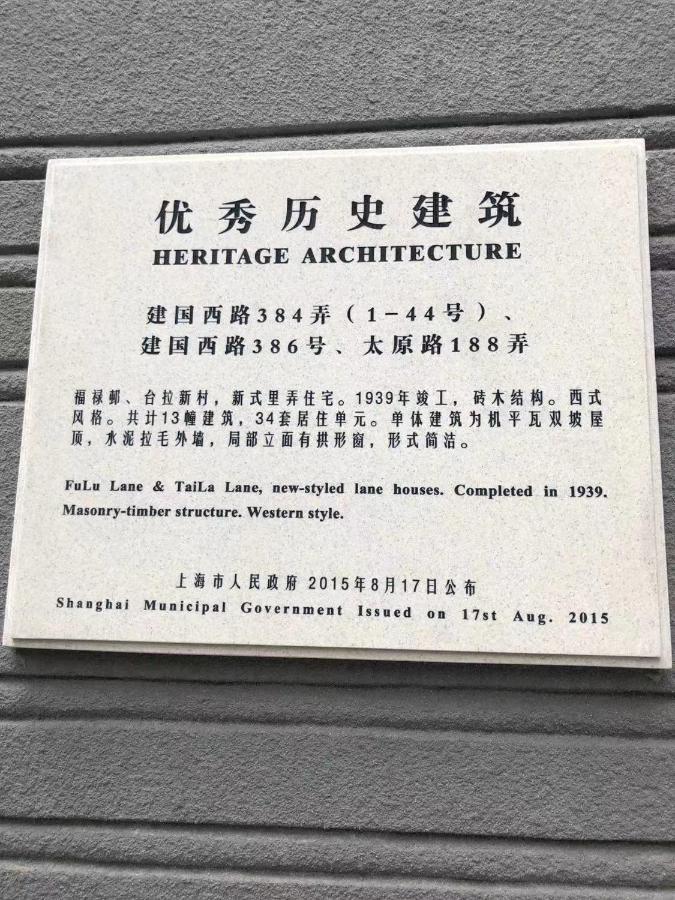 优秀历史建筑
HERITAGE ARCHITECTURE
建国西路384弄（1-44号）、
建国西路386号、太原路188弄
福禄邨、台拉新村，新式里弄住宅。1939年竣工，砖木结构。西式
风格。共计13幢建筑，34套居住单元。单体建筑为机平瓦双坡屋
顶，水泥拉毛外墙，局部立面有拱形窗，形式简洁。
FuLu Lane & TaiLa Lane, new-styled lane houses. Completed in 1939.
Masonry-timber structure. Western style.
上海市人民政府 2015年8月17日公布
Shanghai Municipal Government Issued on 17st Aug. 2015